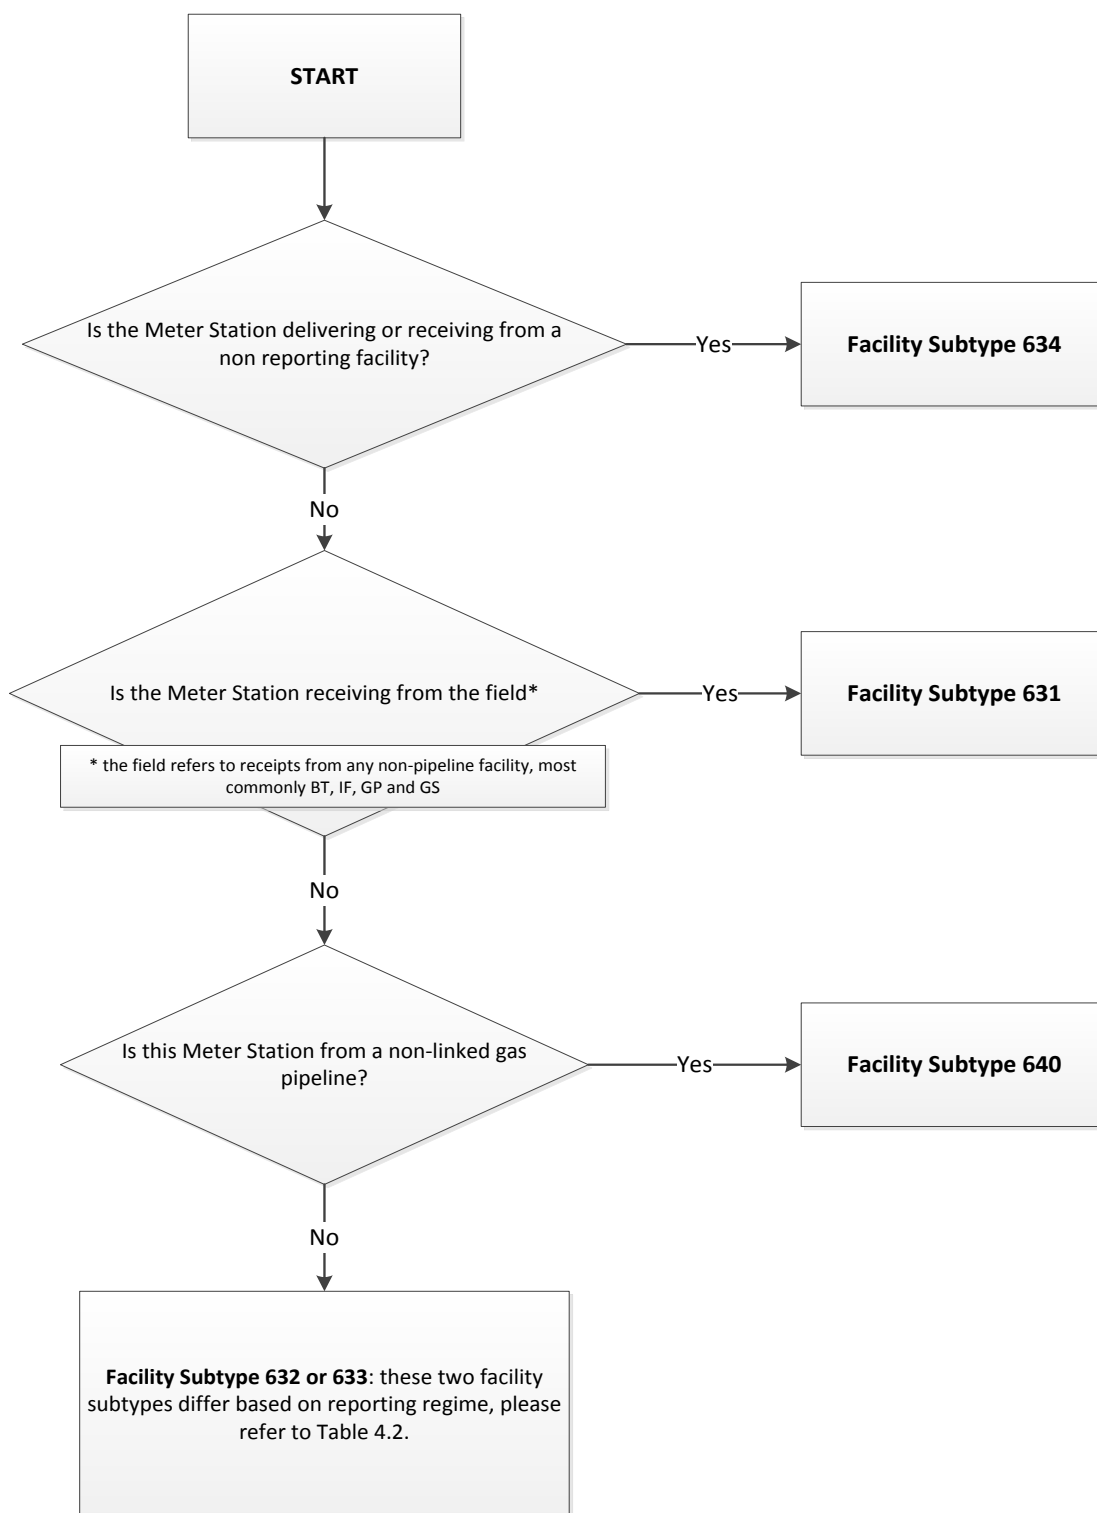 START
Is the Meter Station delivering or receiving from a
non reporting facility?
Yes
Facility Subtype 634
No
Is the Meter Station receiving from the field*
Yes
Facility Subtype 631
* the field refers to receipts from any non-pipeline facility, most
commonly BT, IF, GP and GS
No
Is this Meter Station from a non-linked gas
pipeline?
Yes
Facility Subtype 640
No
Facility Subtype 632 or 633: these two facility
subtypes differ based on reporting regime, please
refer to Table 4.2.